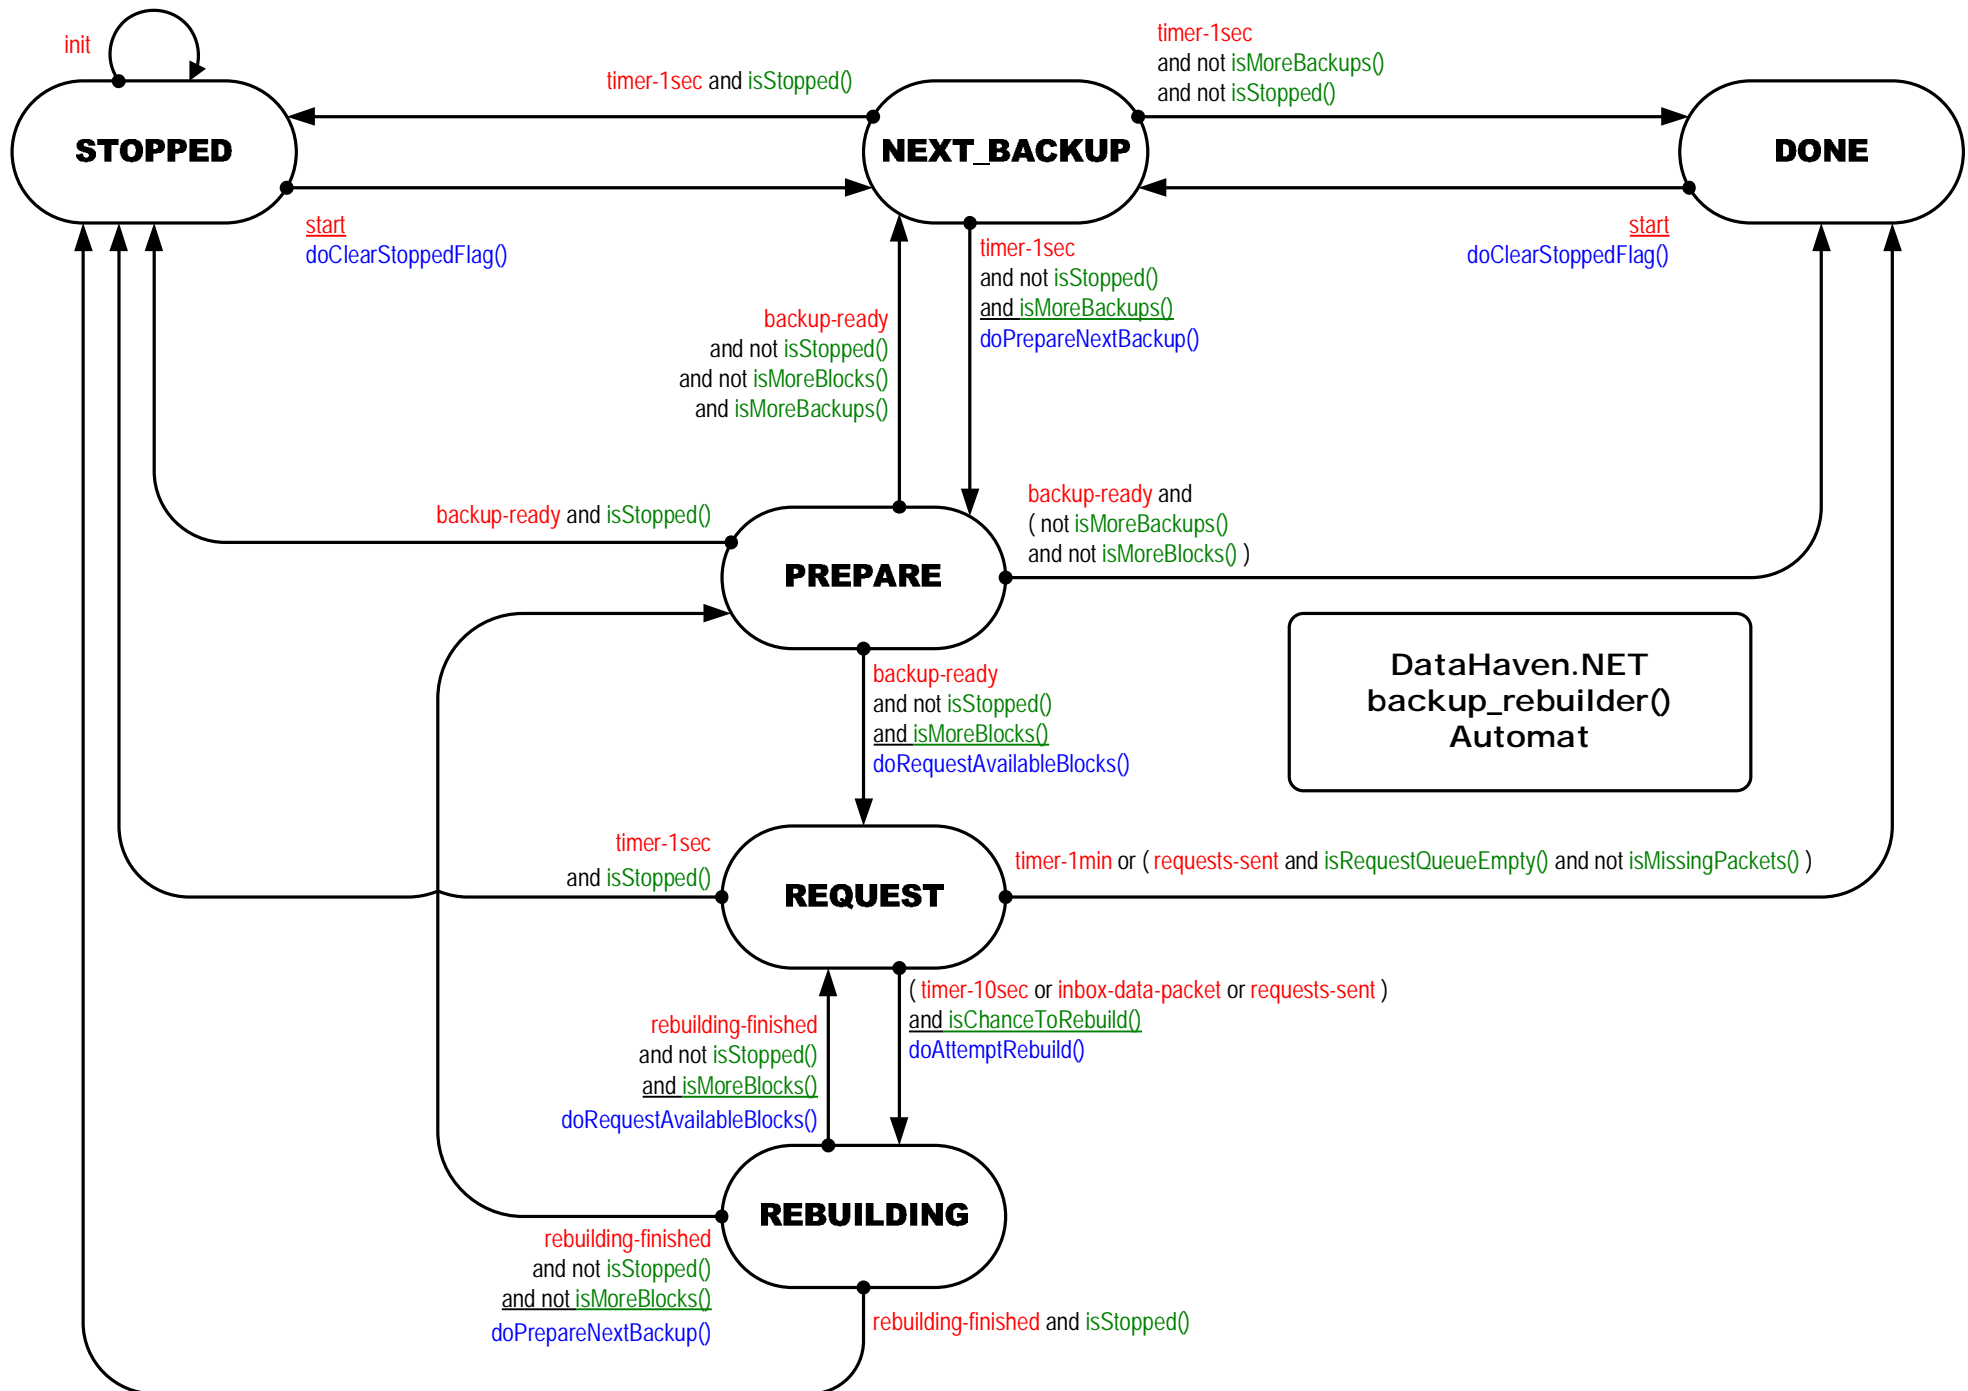 init
timer-1sec and isStopped()
timer-1sec
and not isMoreBackups()
and not isStopped()
STOPPED
NEXT_BACKUP
DONE
start
doClearStoppedFlag()
timer-1sec
and not isStopped()
and isMoreBackups()
doPrepareNextBackup()
start
doClearStoppedFlag()
backup-ready
and not isStopped()
and not isMoreBlocks()
and isMoreBackups()
backup-ready and isStopped()
backup-ready and
( not isMoreBackups()
and not isMoreBlocks() )
PREPARE
DataHaven.NET
backup_rebuilder()
Automat
backup-ready
and not isStopped()
and isMoreBlocks()
doRequestAvailableBlocks()
timer-1sec
and isStopped()
REQUEST
timer-1min or ( requests-sent and isRequestQueueEmpty() and not isMissingPackets() )
( timer-10sec or inbox-data-packet or requests-sent )
and isChanceToRebuild()
doAttemptRebuild()
rebuilding-finished
and not isStopped()
and isMoreBlocks()
doRequestAvailableBlocks()
REBUILDING
rebuilding-finished
and not isStopped()
and not isMoreBlocks()
doPrepareNextBackup()
rebuilding-finished and isStopped()